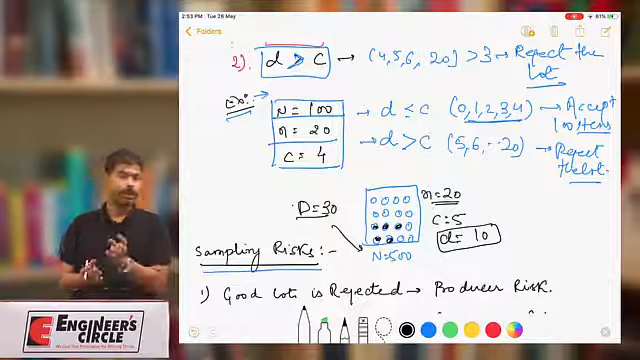 2:53 PM Tue 26 May
61%
Folders
2). d > c → (4,5,6, 20] > 3 → Reject the
Lot
Ex:- → N = 100 → d ≤ c (0,1,2,3,4) → Accept
100 items
n = 20 → d > c (5,6, --20) → Reject
the lot.
c = 4
D = 30
n = 20
c = 5
d = 10
N = 500
Sampling Risks :-
1) Good lots is Rejected → Producer Risk.
ENGINEER'S
CIRCLE